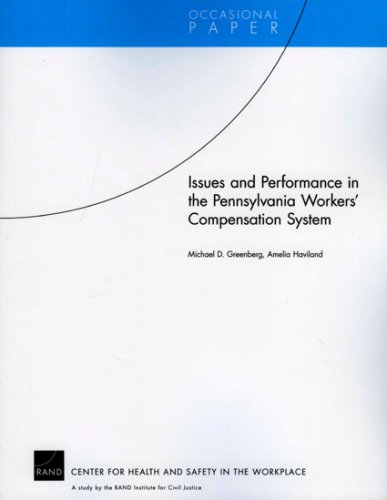 OCCASIONAL
PAPER
Issues and Performance in
the Pennsylvania Workers'
Compensation System
Michael D. Greenberg, Amelia Haviland
RAND
CENTER FOR HEALTH AND SAFETY IN THE WORKPLACE
A study by the RAND Institute for Civil Justice